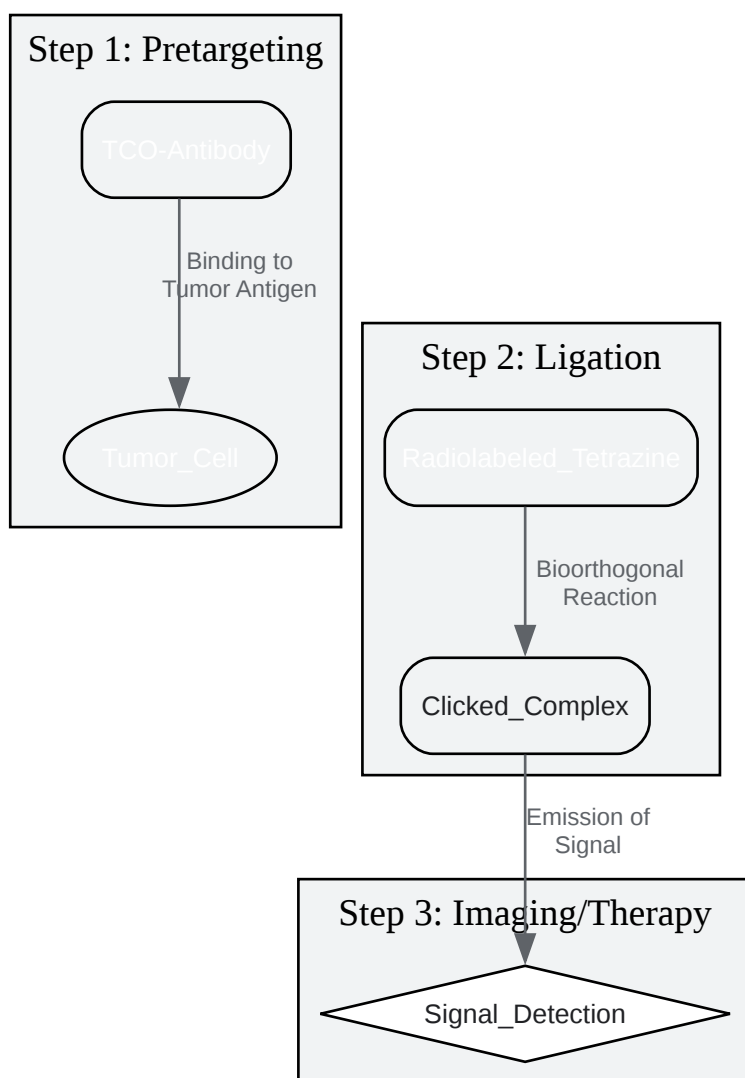 Step 1: Pretargeting
TCO-Antibody
Binding to
Tumor Antigen
Tumor_Cell
Step 2: Ligation
Radiolabeled_Tetrazine
Bioorthogonal
Reaction
Clicked_Complex
Emission of
Signal
Step 3: Imaging/Therapy
Signal_Detection